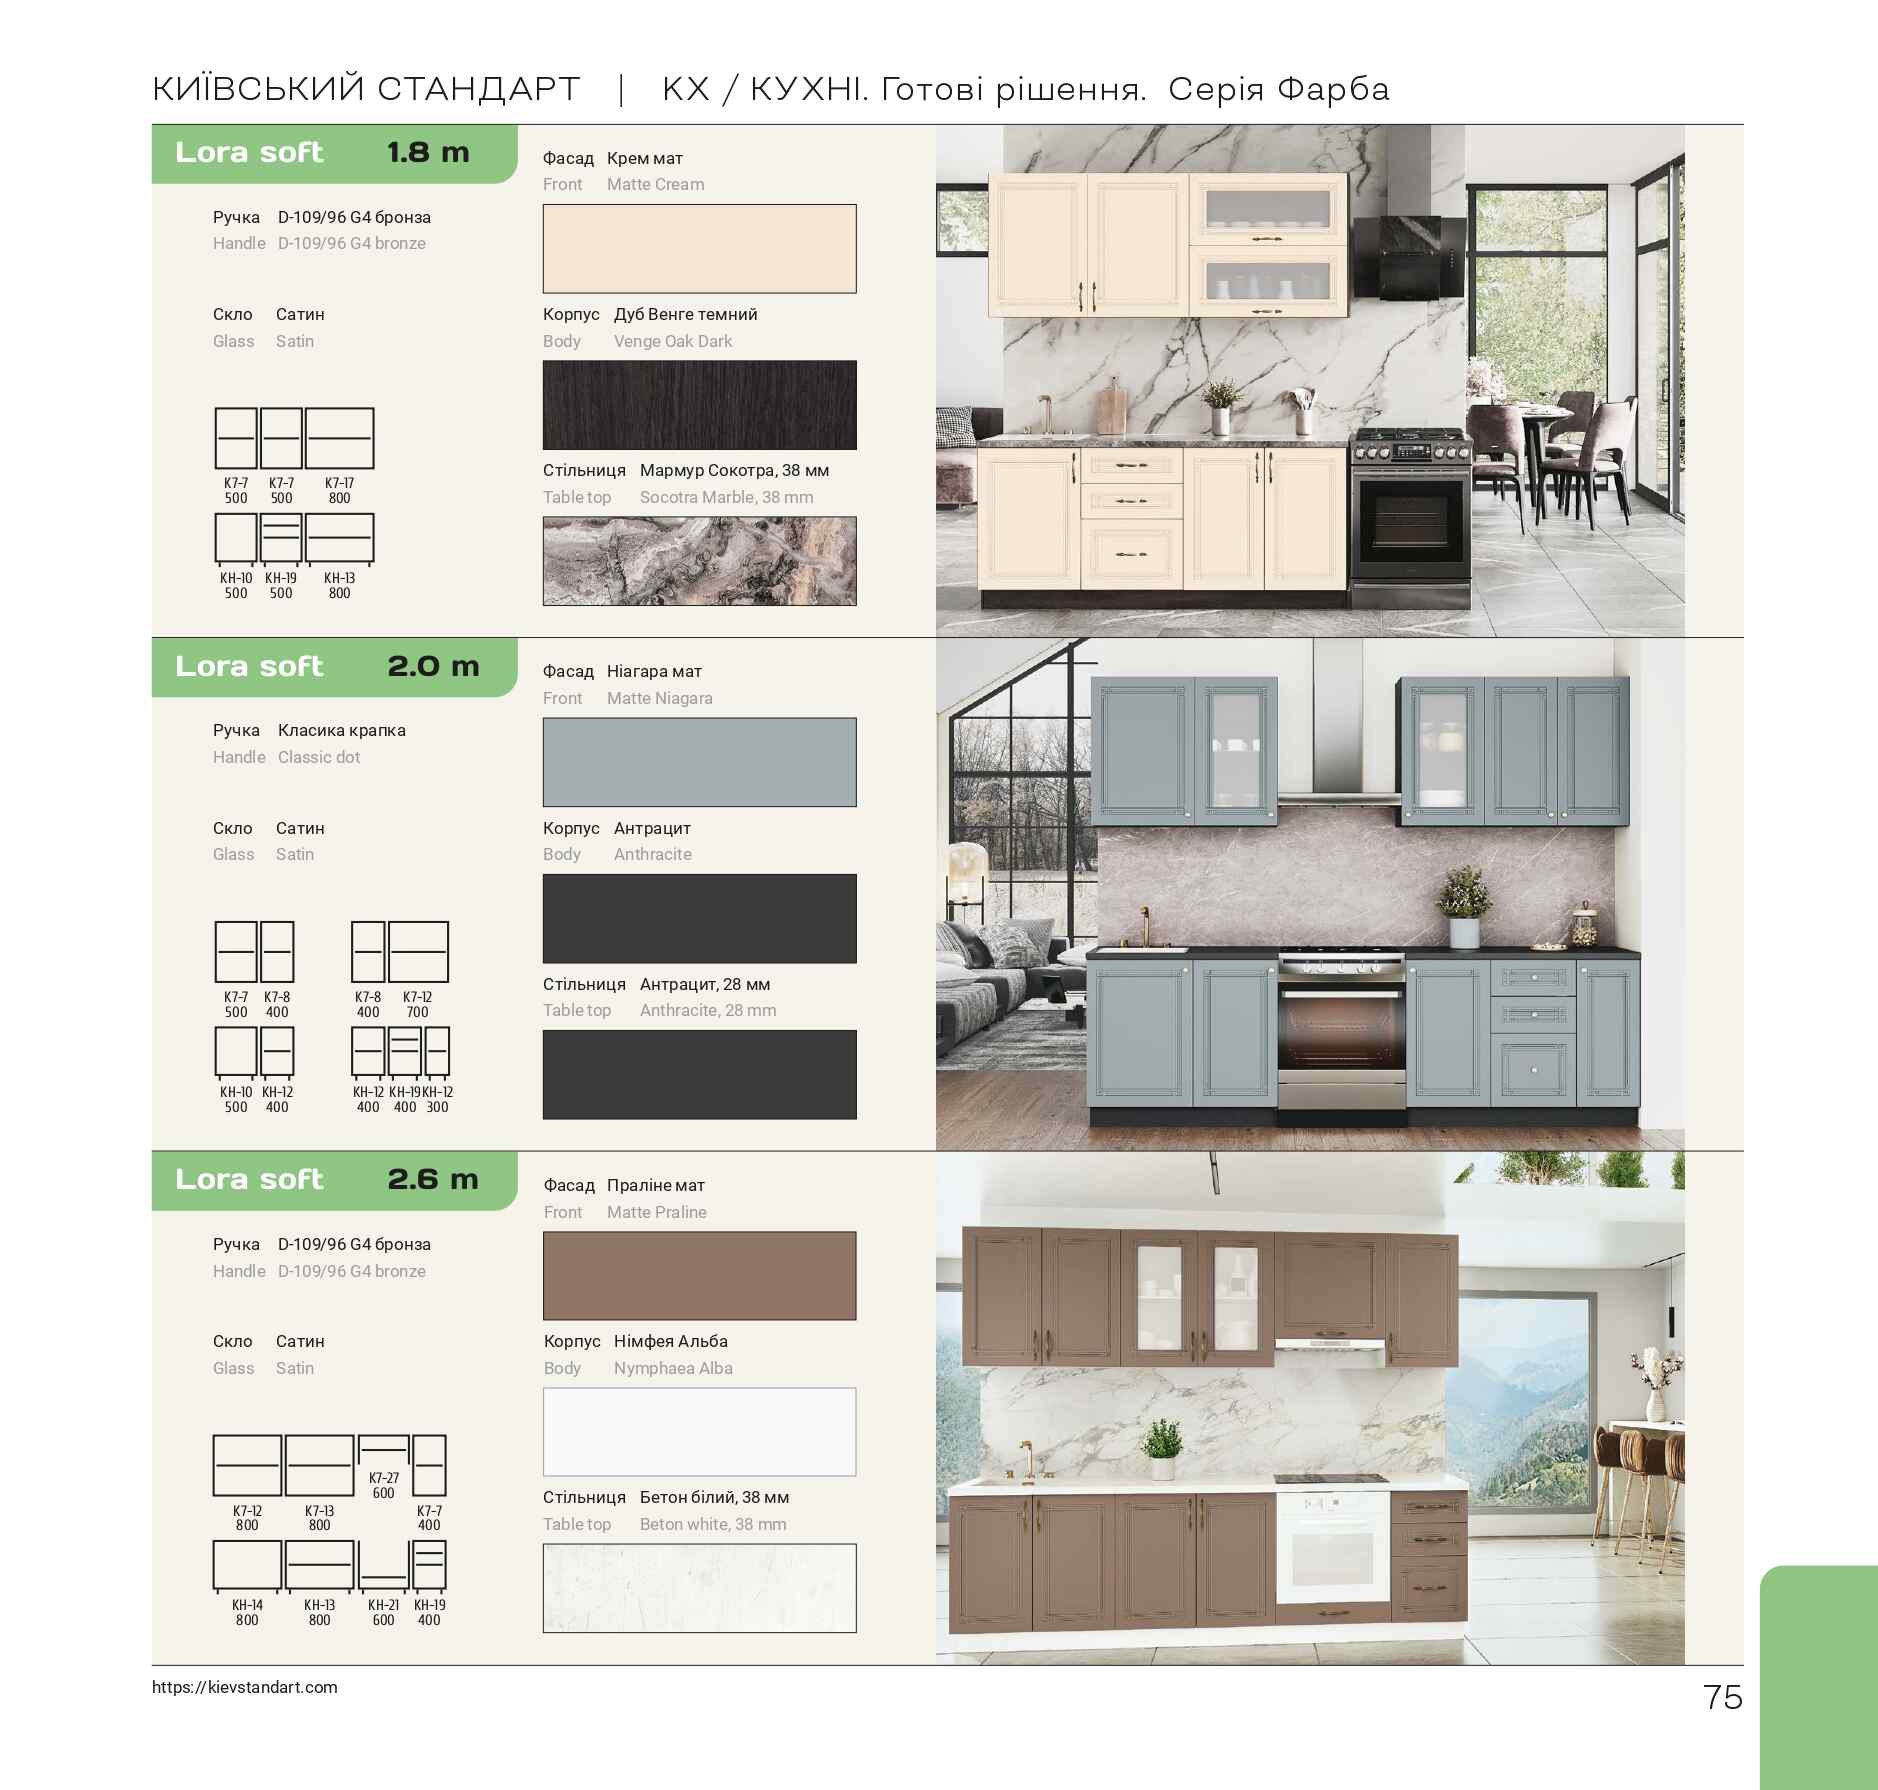 КИЇВСЬКИЙ СТАНДАРТ | КХ / КУХНІ. Готові рішення. Серія Фарба
Lora soft 1.8 m
Ручка D-109/96 G4 бронза
Handle D-109/96 G4 bronze
Скло Сатин
Glass Satin
К7-7 К7-7 К7-17
500 500 800
КН-10 КН-19 КН-13
500 500 800
Фасад Крем мат
Front Matte Cream
Корпус Дуб Венге темний
Body Venge Oak Dark
Стільниця Мармур Сокотра, 38 мм
Table top Socotra Marble, 38 mm
Lora soft 2.0 m
Ручка Класика крапка
Handle Classic dot
Скло Сатин
Glass Satin
К7-7 К7-8 К7-8 К7-12
500 400 400 700
КН-10 КН-12 КН-12 КН-19 КН-12
500 400 400 400 300
Фасад Ніагара мат
Front Matte Niagara
Корпус Антрацит
Body Anthracite
Стільниця Антрацит, 28 мм
Table top Anthracite, 28 mm
Lora soft 2.6 m
Ручка D-109/96 G4 бронза
Handle D-109/96 G4 bronze
Скло Сатин
Glass Satin
К7-27
600
К7-12 К7-13 К7-7
800 800 400
КН-14 КН-13 КН-21 КН-19
800 800 600 400
Фасад Праліне мат
Front Matte Praline
Корпус Німфея Альба
Body Nymphaea Alba
Стільниця Бетон білий, 38 мм
Table top Beton white, 38 mm
https://kievstandart.com
75